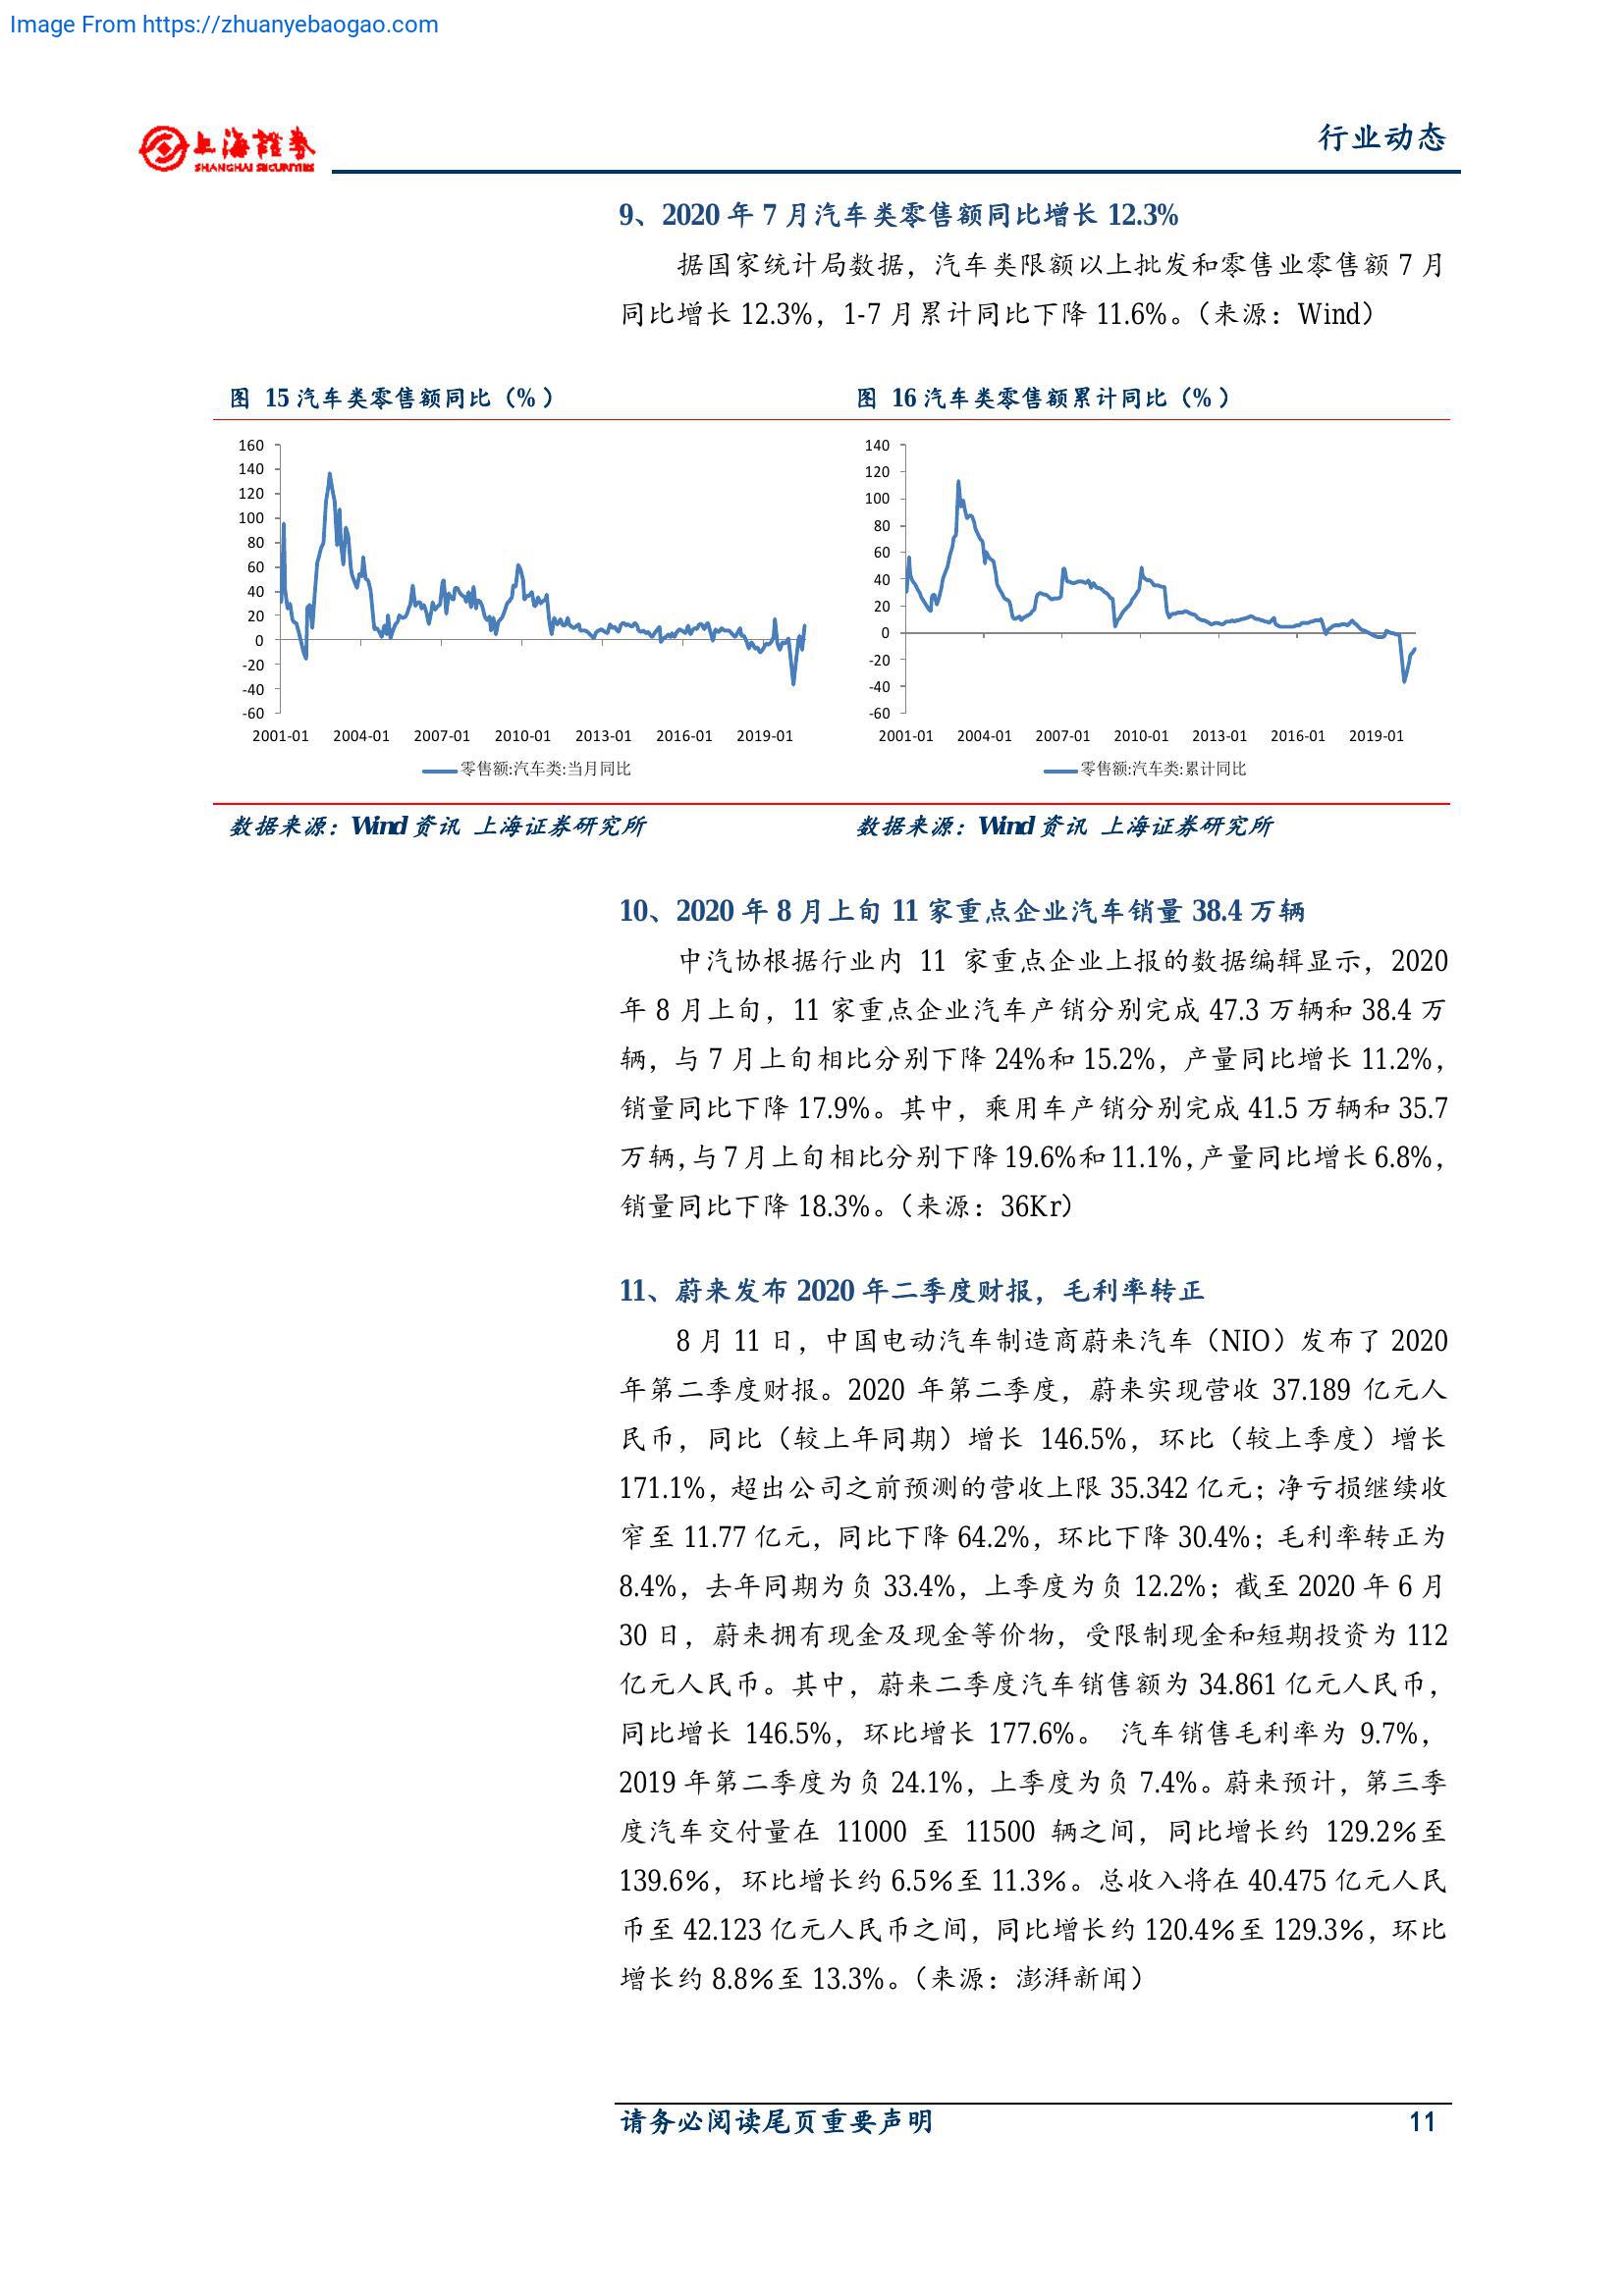 Image From https://zhuanyebaogao.com
上海證券
SHANGHAI SECURITIES
行业动态
9、2020 年 7 月汽车类零售额同比增长 12.3%
据国家统计局数据，汽车类限额以上批发和零售业零售额 7 月
同比增长 12.3%，1-7 月累计同比下降 11.6%。（来源：Wind）
图 15 汽车类零售额同比（%）
160
140
120
100
80
60
40
20
0
-20
-40
-60
2001-01 2004-01 2007-01 2010-01 2013-01 2016-01 2019-01
零售额:汽车类:当月同比
数据来源：Wind 资讯 上海证券研究所
图 16 汽车类零售额累计同比（%）
140
120
100
80
60
40
20
0
-20
-40
-60
2001-01 2004-01 2007-01 2010-01 2013-01 2016-01 2019-01
零售额:汽车类:累计同比
数据来源：Wind 资讯 上海证券研究所
10、2020 年 8 月上旬 11 家重点企业汽车销量 38.4 万辆
中汽协根据行业内 11 家重点企业上报的数据编辑显示，2020
年 8 月上旬，11 家重点企业汽车产销分别完成 47.3 万辆和 38.4 万
辆，与 7 月上旬相比分别下降 24%和 15.2%，产量同比增长 11.2%，
销量同比下降 17.9%。其中，乘用车产销分别完成 41.5 万辆和 35.7
万辆，与 7 月上旬相比分别下降 19.6%和 11.1%，产量同比增长 6.8%，
销量同比下降 18.3%。（来源：36Kr）
11、蔚来发布 2020 年二季度财报，毛利率转正
8 月 11 日，中国电动汽车制造商蔚来汽车（NIO）发布了 2020
年第二季度财报。2020 年第二季度，蔚来实现营收 37.189 亿元人
民币，同比（较上年同期）增长 146.5%，环比（较上季度）增长
171.1%，超出公司之前预测的营收上限 35.342 亿元；净亏损继续收
窄至 11.77 亿元，同比下降 64.2%，环比下降 30.4%；毛利率转正为
8.4%，去年同期为负 33.4%，上季度为负 12.2%；截至 2020 年 6 月
30 日，蔚来拥有现金及现金等价物，受限制现金和短期投资为 112
亿元人民币。其中，蔚来二季度汽车销售额为 34.861 亿元人民币，
同比增长 146.5%，环比增长 177.6%。 汽车销售毛利率为 9.7%，
2019 年第二季度为负 24.1%，上季度为负 7.4%。蔚来预计，第三季
度汽车交付量在 11000 至 11500 辆之间，同比增长约 129.2%至
139.6%，环比增长约 6.5%至 11.3%。总收入将在 40.475 亿元人民
币至 42.123 亿元人民币之间，同比增长约 120.4%至 129.3%，环比
增长约 8.8%至 13.3%。（来源：澎湃新闻）
请务必阅读尾页重要声明
11